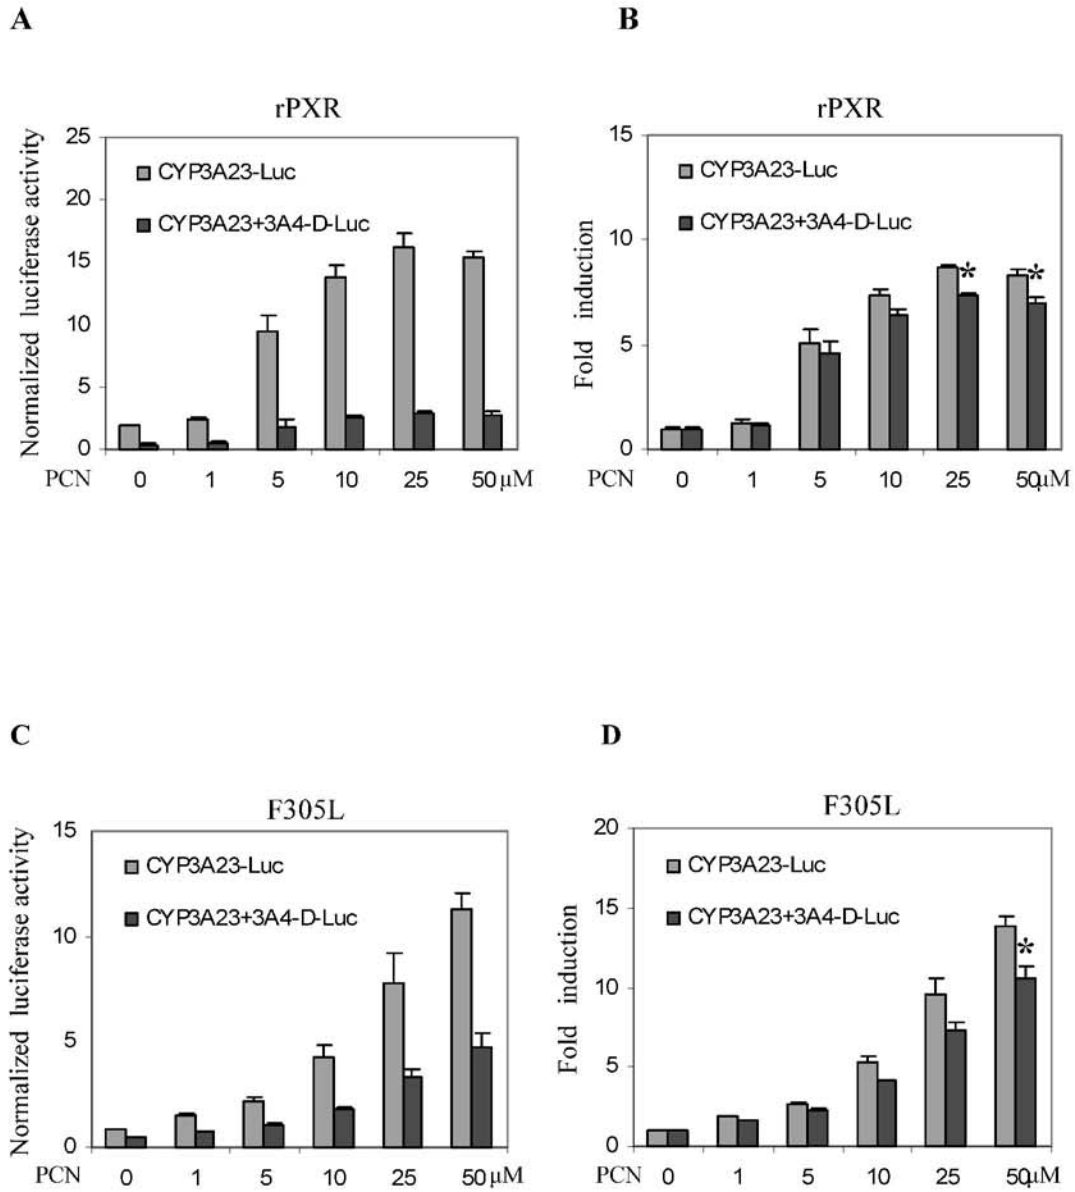 A
rPXR
Normalized luciferase activity
25
20
15
10
5
0
CYP3A23-Luc
CYP3A23+3A4-D-Luc
PCN 0 1 5 10 25 50 µM
B
rPXR
Fold induction
15
10
5
0
CYP3A23-Luc
CYP3A23+3A4-D-Luc
* *
PCN 0 1 5 10 25 50µM
C
F305L
Normalized luciferase activity
15
10
5
0
CYP3A23-Luc
CYP3A23+3A4-D-Luc
PCN 0 1 5 10 25 50 µM
D
F305L
Fold induction
20
15
10
5
0
CYP3A23-Luc
CYP3A23+3A4-D-Luc
*
PCN 0 1 5 10 25 50µM